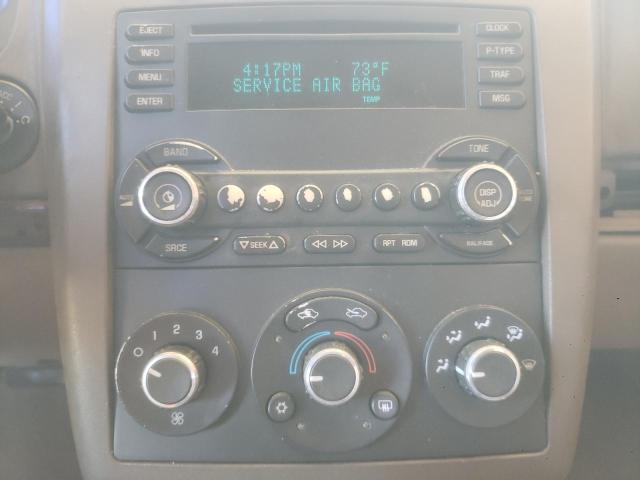 EJECT
INFO
MENU
ENTER
4:17PM 73°F
SERVICE AIR BAG
TEMP
CLOCK
P-TYPE
TRAF
MSG
BAND
TONE
DISP
ADJ
SRCE
SEEK
RPT RDM
BAL/FADE
0 1 2 3 4